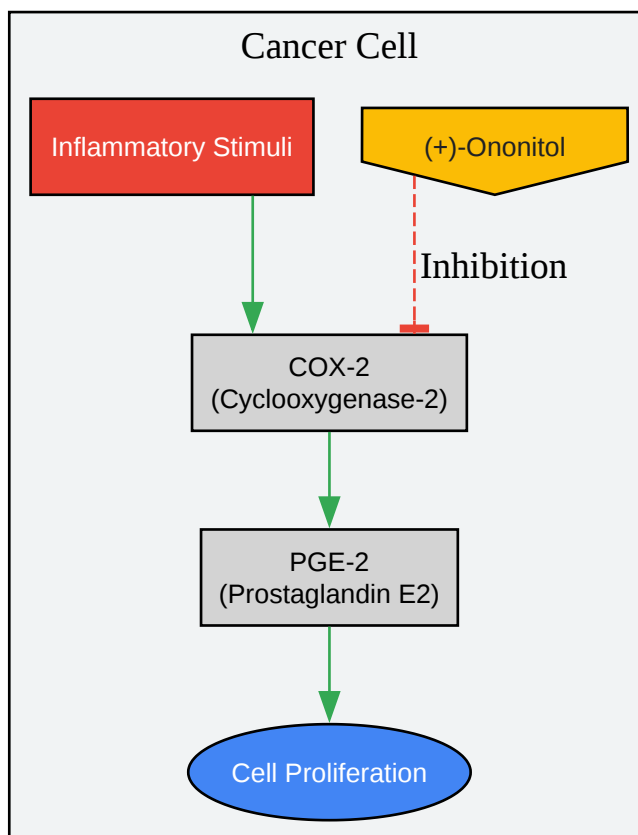 Cancer Cell
Inflammatory Stimuli
(+)-Ononitol
Inhibition
COX-2
(Cyclooxygenase-2)
PGE-2
(Prostaglandin E2)
Cell Proliferation